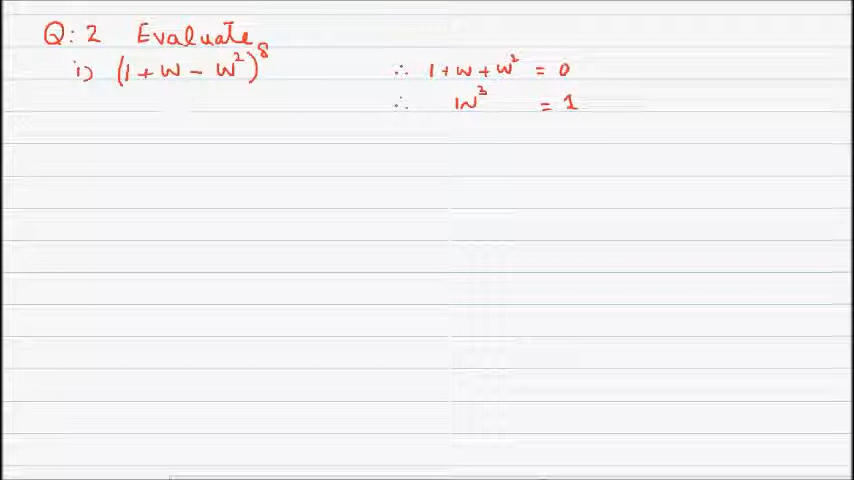 Q: 2 Evaluate
i) (1 + w - w²)⁸
∴ 1 + w + w² = 0
∴ w³ = 1